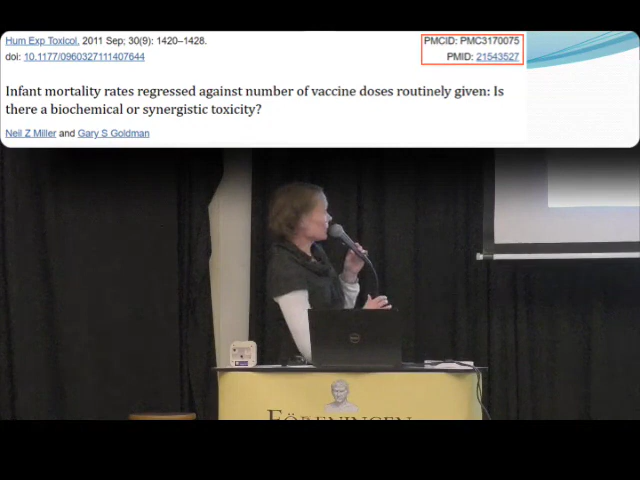 Hum Exp Toxicol. 2011 Sep; 30(9): 1420–1428.
doi: 10.1177/0960327111407644
PMCID: PMC3170075
PMID: 21543527
Infant mortality rates regressed against number of vaccine doses routinely given: Is
there a biochemical or synergistic toxicity?
Neil Z Miller and Gary S Goldman
FÖRENINGEN